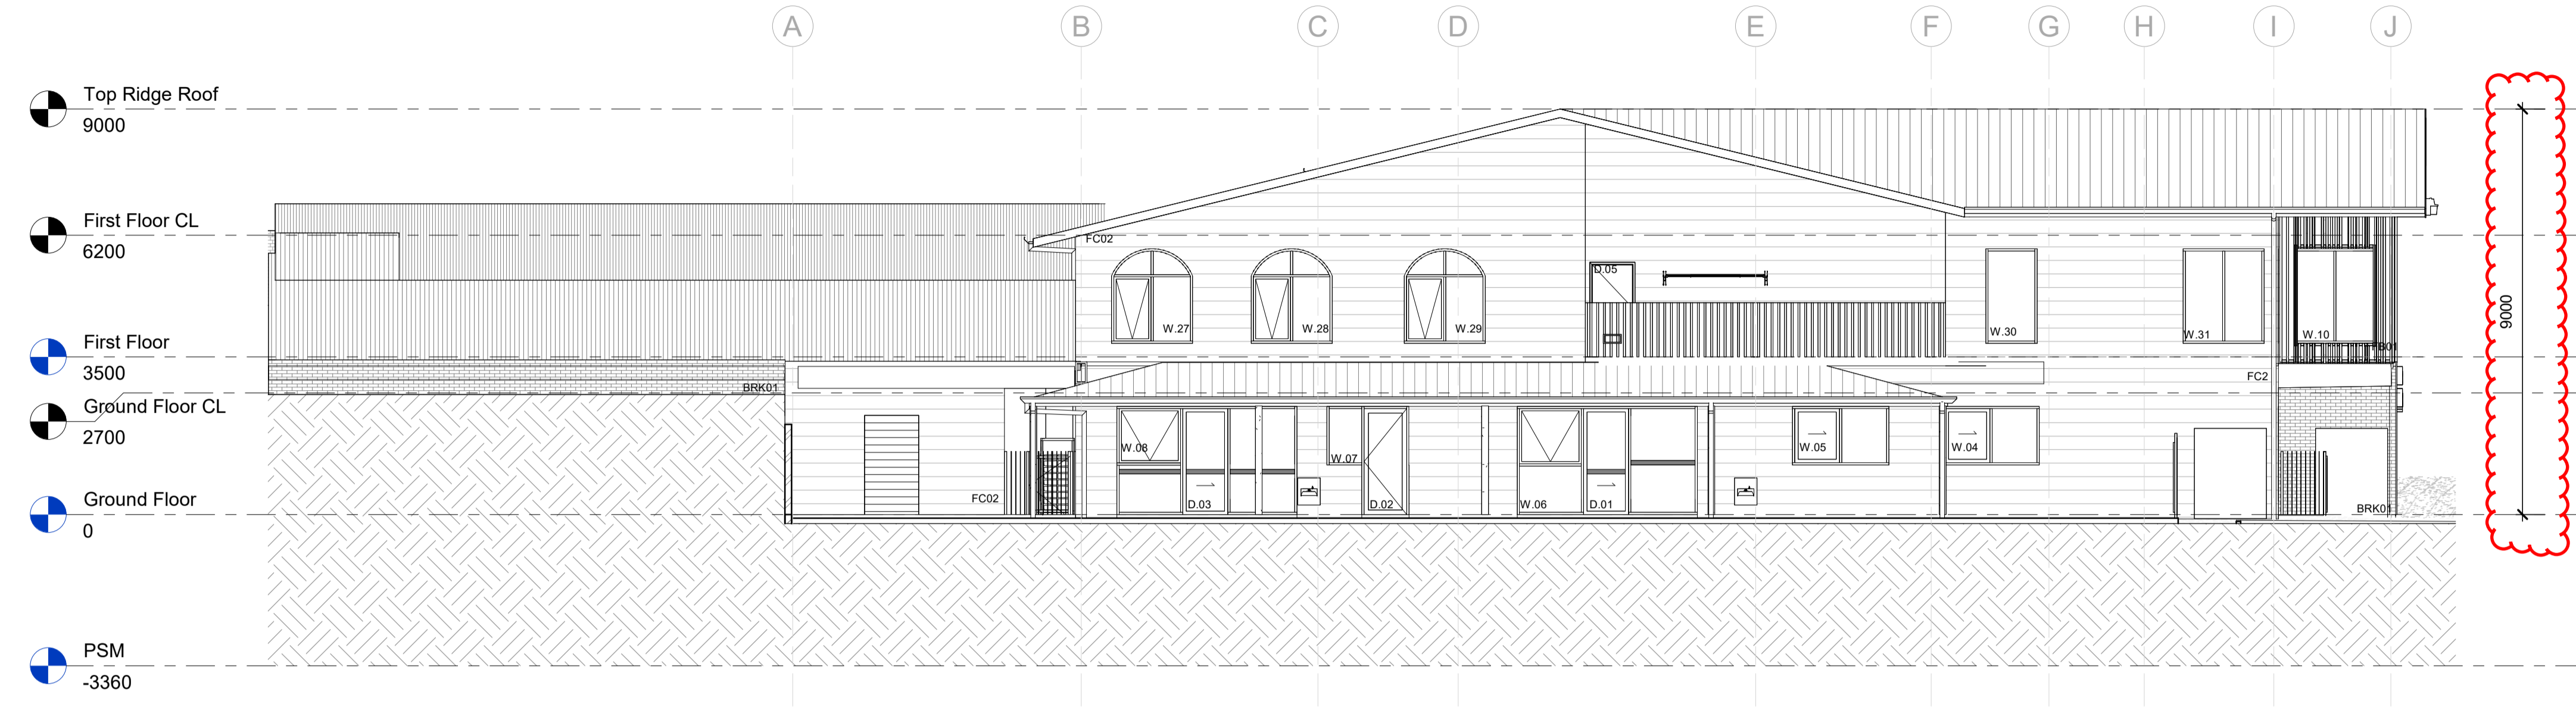 A
B
C
D
E
F
G
H
I
J
Top Ridge Roof
9000
First Floor CL
6200
First Floor
3500
Ground Floor CL
2700
Ground Floor
0
PSM
-3360
FC02
D.05
W.27
W.28
W.29
W.30
W.31
W.10
9000
BRK01
FC2
W.08
W.07
W.05
W.04
FC02
D.03
D.02
W.06
D.01
BRK01